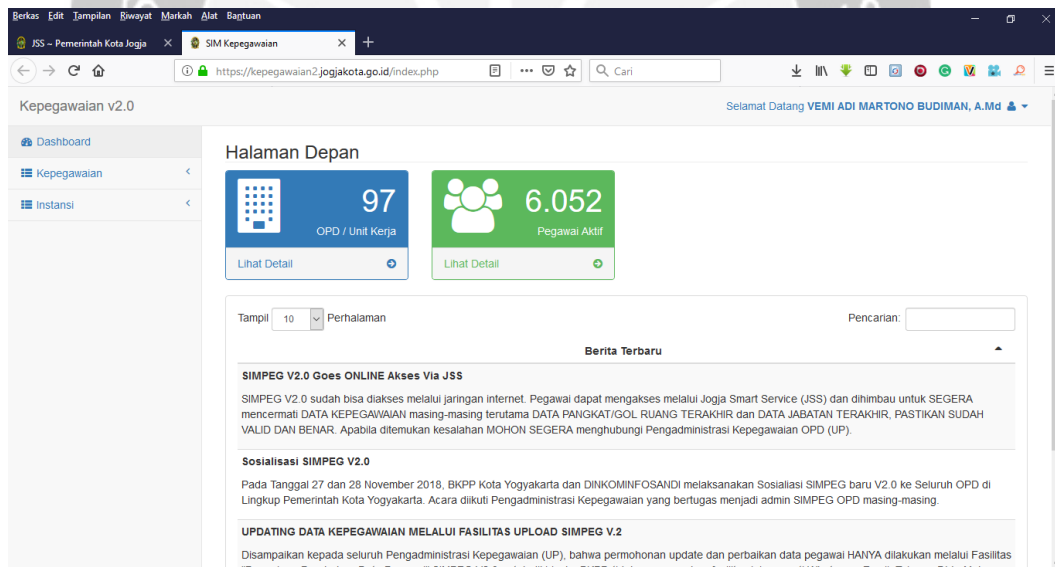 Berkas Edit Tampilan Riwayat Markah Alat Bantuan
JSS ~ Pemerintah Kota Jogja
SIM Kepegawaian
https://kepegawaian2.jogjakota.go.id/index.php
Cari
Kepegawaian v2.0
Selamat Datang VEMI ADI MARTONO BUDIMAN, A.Md
Dashboard
Kepegawaian
Instansi
Halaman Depan
97
OPD / Unit Kerja
Lihat Detail
6.052
Pegawai Aktif
Lihat Detail
Tampil 10 Perhalaman
Pencarian:
Berita Terbaru
SIMPEG V2.0 Goes ONLINE Akses Via JSS
SIMPEG V2.0 sudah bisa diakses melalui jaringan internet. Pegawai dapat mengakses melalui Jogja Smart Service (JSS) dan dihimbau untuk SEGERA
mencermati DATA KEPEGAWAIAN masing-masing terutama DATA PANGKAT/GOL RUANG TERAKHIR dan DATA JABATAN TERAKHIR, PASTIKAN SUDAH
VALID DAN BENAR. Apabila ditemukan kesalahan MOHON SEGERA menghubungi Pengadministrasi Kepegawaian OPD (UP).
Sosialisasi SIMPEG V2.0
Pada Tanggal 27 dan 28 November 2018, BKPP Kota Yogyakarta dan DINKOMINFOSANDI melaksanakan Sosialiasi SIMPEG baru V2.0 ke Seluruh OPD di
Lingkup Pemerintah Kota Yogyakarta. Acara diikuti Pengadministrasi Kepegawaian yang bertugas menjadi admin SIMPEG OPD masing-masing.
UPDATING DATA KEPEGAWAIAN MELALUI FASILITAS UPLOAD SIMPEG V.2
Disampaikan kepada seluruh Pengadministrasi Kepegawaian (UP), bahwa permohonan update dan perbaikan data pegawai HANYA dilakukan melalui Fasilitas